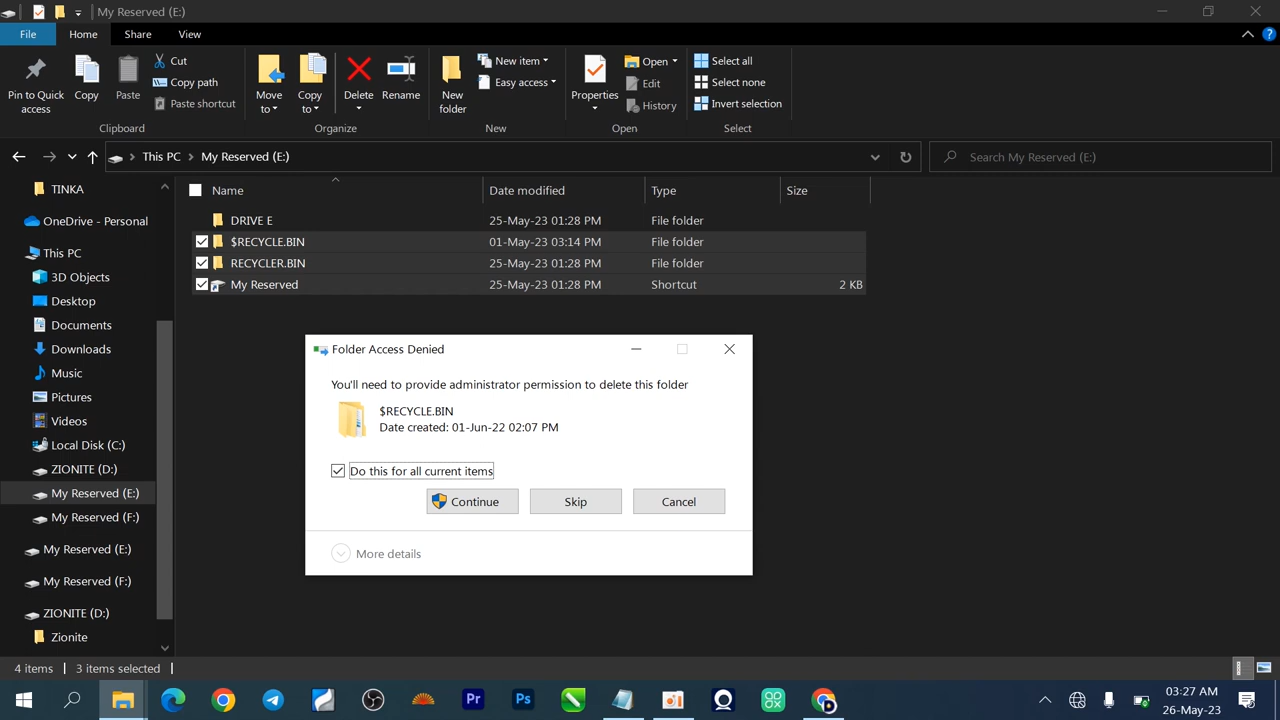 My Reserved (E:)
File
Home
Share
View
Pin to Quick access
Copy
Paste
Cut
Copy path
Paste shortcut
Clipboard
Move to
Copy to
Delete
Rename
Organize
New folder
New item
Easy access
New
Properties
Open
Edit
History
Open
Select all
Select none
Invert selection
Select
This PC
My Reserved (E:)
Search My Reserved (E:)
TINKA
OneDrive - Personal
This PC
3D Objects
Desktop
Documents
Downloads
Music
Pictures
Videos
Local Disk (C:)
ZIONITE (D:)
My Reserved (E:)
My Reserved (F:)
My Reserved (E:)
My Reserved (F:)
ZIONITE (D:)
Zionite
Name Date modified Type Size
DRIVE E 25-May-23 01:28 PM File folder
$RECYCLE.BIN 01-May-23 03:14 PM File folder
RECYCLER.BIN 25-May-23 01:28 PM File folder
My Reserved 25-May-23 01:28 PM Shortcut 2 KB
Folder Access Denied
You'll need to provide administrator permission to delete this folder
$RECYCLE.BIN
Date created: 01-Jun-22 02:07 PM
Do this for all current items
Continue Skip Cancel
More details
4 items 3 items selected
Pr
Ps
03:27 AM
26-May-23